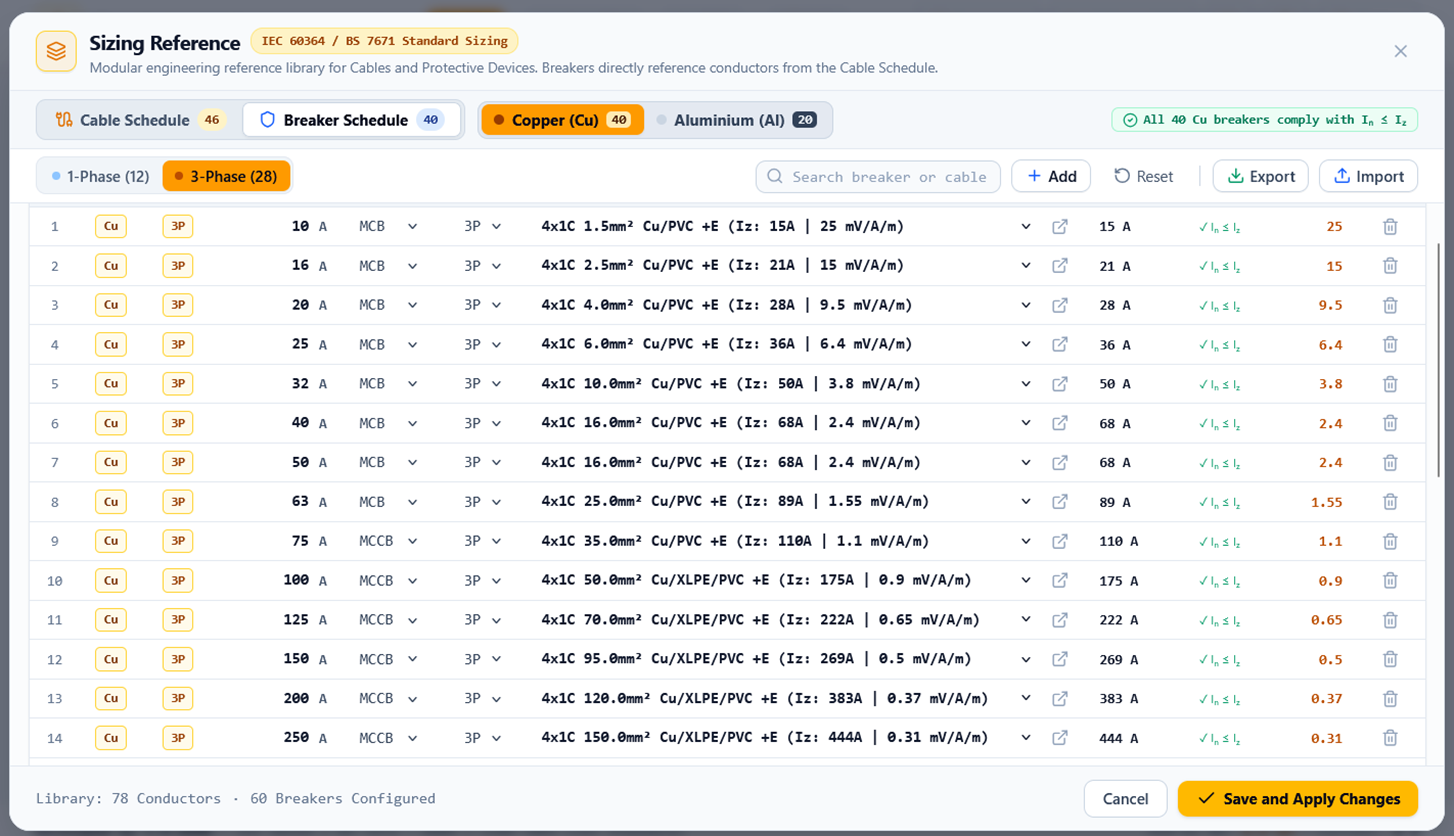 Sizing Reference IEC 60364 / BS 7671 Standard Sizing
Modular engineering reference library for Cables and Protective Devices. Breakers directly reference conductors from the Cable Schedule.
Cable Schedule 46 Breaker Schedule 40 Copper (Cu) 40 Aluminium (Al) 20 All 40 Cu breakers comply with Iₙ ≤ I𝓏
1-Phase (12) 3-Phase (28) Search breaker or cable + Add Reset Export Import
1 Cu 3P 10 A MCB 3P 4x1C 1.5mm² Cu/PVC +E (Iz: 15A | 25 mV/A/m) 15 A ✓ Iₙ ≤ I𝓏 25
2 Cu 3P 16 A MCB 3P 4x1C 2.5mm² Cu/PVC +E (Iz: 21A | 15 mV/A/m) 21 A ✓ Iₙ ≤ I𝓏 15
3 Cu 3P 20 A MCB 3P 4x1C 4.0mm² Cu/PVC +E (Iz: 28A | 9.5 mV/A/m) 28 A ✓ Iₙ ≤ I𝓏 9.5
4 Cu 3P 25 A MCB 3P 4x1C 6.0mm² Cu/PVC +E (Iz: 36A | 6.4 mV/A/m) 36 A ✓ Iₙ ≤ I𝓏 6.4
5 Cu 3P 32 A MCB 3P 4x1C 10.0mm² Cu/PVC +E (Iz: 50A | 3.8 mV/A/m) 50 A ✓ Iₙ ≤ I𝓏 3.8
6 Cu 3P 40 A MCB 3P 4x1C 16.0mm² Cu/PVC +E (Iz: 68A | 2.4 mV/A/m) 68 A ✓ Iₙ ≤ I𝓏 2.4
7 Cu 3P 50 A MCB 3P 4x1C 16.0mm² Cu/PVC +E (Iz: 68A | 2.4 mV/A/m) 68 A ✓ Iₙ ≤ I𝓏 2.4
8 Cu 3P 63 A MCB 3P 4x1C 25.0mm² Cu/PVC +E (Iz: 89A | 1.55 mV/A/m) 89 A ✓ Iₙ ≤ I𝓏 1.55
9 Cu 3P 75 A MCCB 3P 4x1C 35.0mm² Cu/PVC +E (Iz: 110A | 1.1 mV/A/m) 110 A ✓ Iₙ ≤ I𝓏 1.1
10 Cu 3P 100 A MCCB 3P 4x1C 50.0mm² Cu/XLPE/PVC +E (Iz: 175A | 0.9 mV/A/m) 175 A ✓ Iₙ ≤ I𝓏 0.9
11 Cu 3P 125 A MCCB 3P 4x1C 70.0mm² Cu/XLPE/PVC +E (Iz: 222A | 0.65 mV/A/m) 222 A ✓ Iₙ ≤ I𝓏 0.65
12 Cu 3P 150 A MCCB 3P 4x1C 95.0mm² Cu/XLPE/PVC +E (Iz: 269A | 0.5 mV/A/m) 269 A ✓ Iₙ ≤ I𝓏 0.5
13 Cu 3P 200 A MCCB 3P 4x1C 120.0mm² Cu/XLPE/PVC +E (Iz: 383A | 0.37 mV/A/m) 383 A ✓ Iₙ ≤ I𝓏 0.37
14 Cu 3P 250 A MCCB 3P 4x1C 150.0mm² Cu/XLPE/PVC +E (Iz: 444A | 0.31 mV/A/m) 444 A ✓ Iₙ ≤ I𝓏 0.31
Library: 78 Conductors · 60 Breakers Configured Cancel Save and Apply Changes